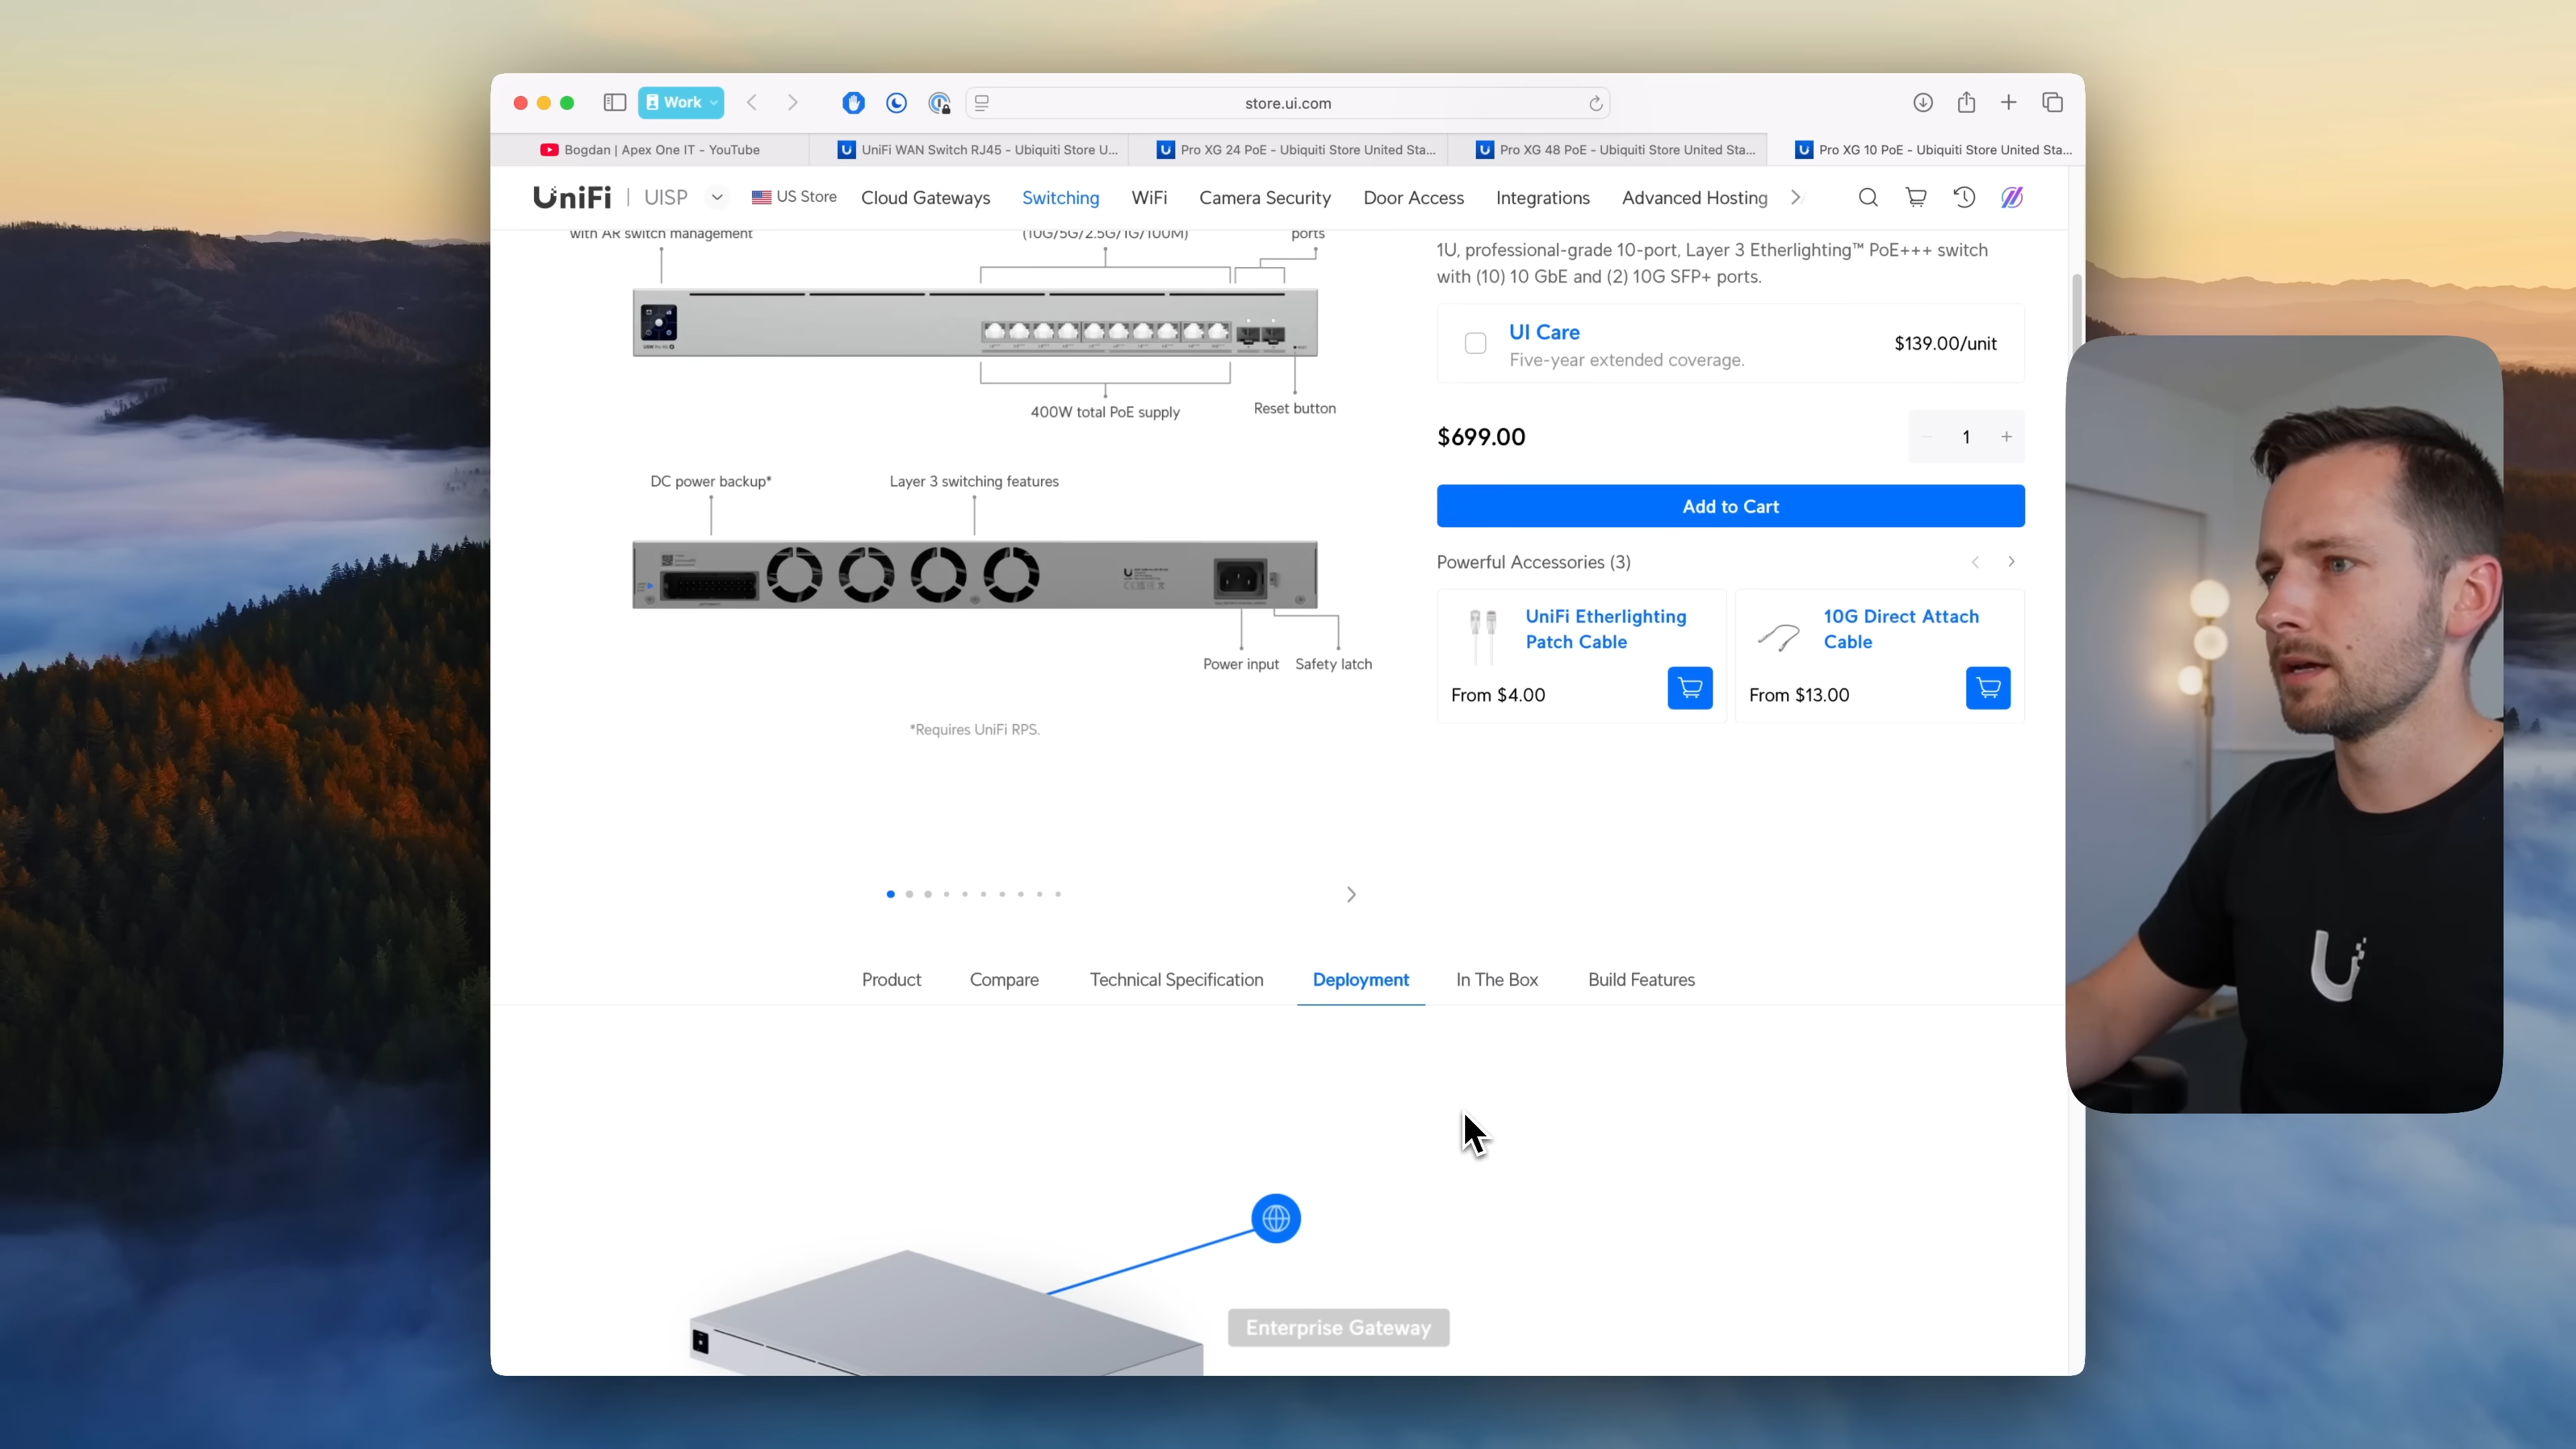 Work
store.ui.com
Bogdan | Apex One IT - YouTube
UniFi WAN Switch RJ45 - Ubiquiti Store U...
Pro XG 24 PoE - Ubiquiti Store United Sta...
Pro XG 48 PoE - Ubiquiti Store United Sta...
Pro XG 10 PoE - Ubiquiti Store United Sta...
UniFi | UISP
US Store
Cloud Gateways
Switching
WiFi
Camera Security
Door Access
Integrations
Advanced Hosting
with AR switch management
(10G/5G/2.5G/1G/100M)
ports
400W total PoE supply
Reset button
DC power backup*
Layer 3 switching features
Power input
Safety latch
*Requires UniFi RPS.
1U, professional-grade 10-port, Layer 3 Etherlighting™ PoE+++ switch
with (10) 10 GbE and (2) 10G SFP+ ports.
UI Care
Five-year extended coverage.
$139.00/unit
$699.00
1
Add to Cart
Powerful Accessories (3)
UniFi Etherlighting
Patch Cable
From $4.00
10G Direct Attach
Cable
From $13.00
Product
Compare
Technical Specification
Deployment
In The Box
Build Features
Enterprise Gateway